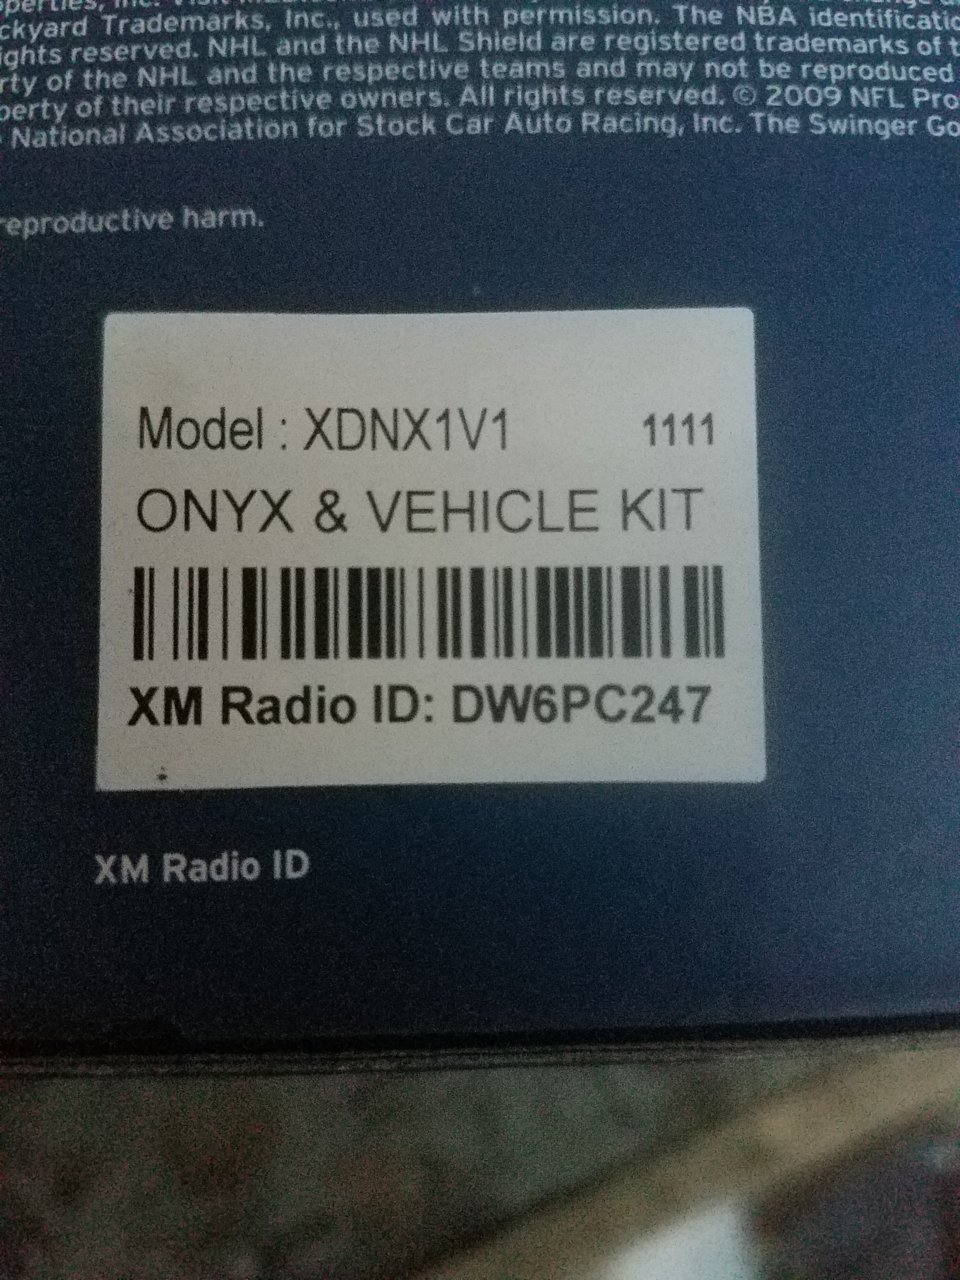 ckyard Trademarks, Inc., used with permission. The NBA identificatio
ights reserved. NHL and the NHL Shield are registered trademarks of t
rty of the NHL and the respective teams and may not be reproduced
perty of their respective owners. All rights reserved. © 2009 NFL Pro
National Association for Stock Car Auto Racing, Inc. The Swinger Go
reproductive harm.
Model : XDNX1V1 1111
ONYX & VEHICLE KIT
XM Radio ID: DW6PC247
XM Radio ID